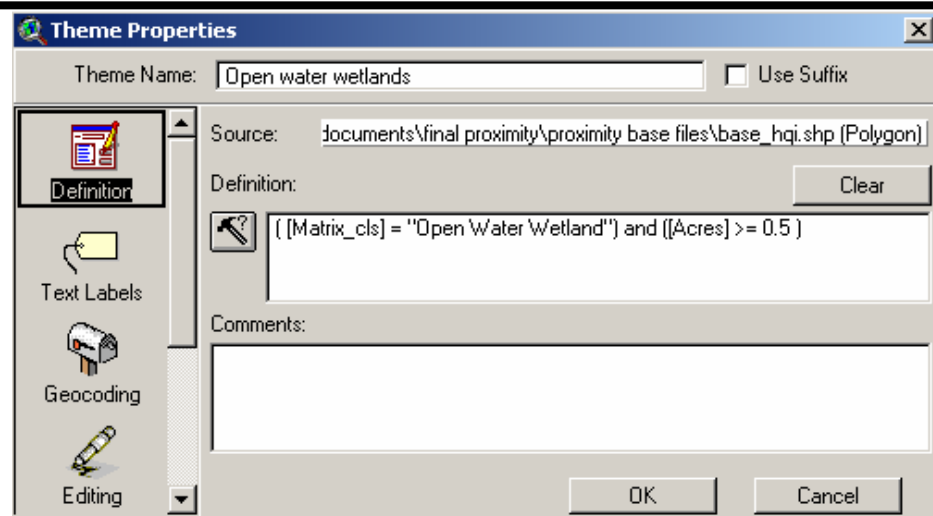 Theme Properties
Theme Name: Open water wetlands Use Suffix
Definition
Text Labels
Geocoding
Editing
Source: documents\final proximity\proximity base files\base_hqi.shp (Polygon)
Definition: Clear
( [Matrix_cls] = "Open Water Wetland") and ([Acres] >= 0.5 )
Comments:
OK Cancel